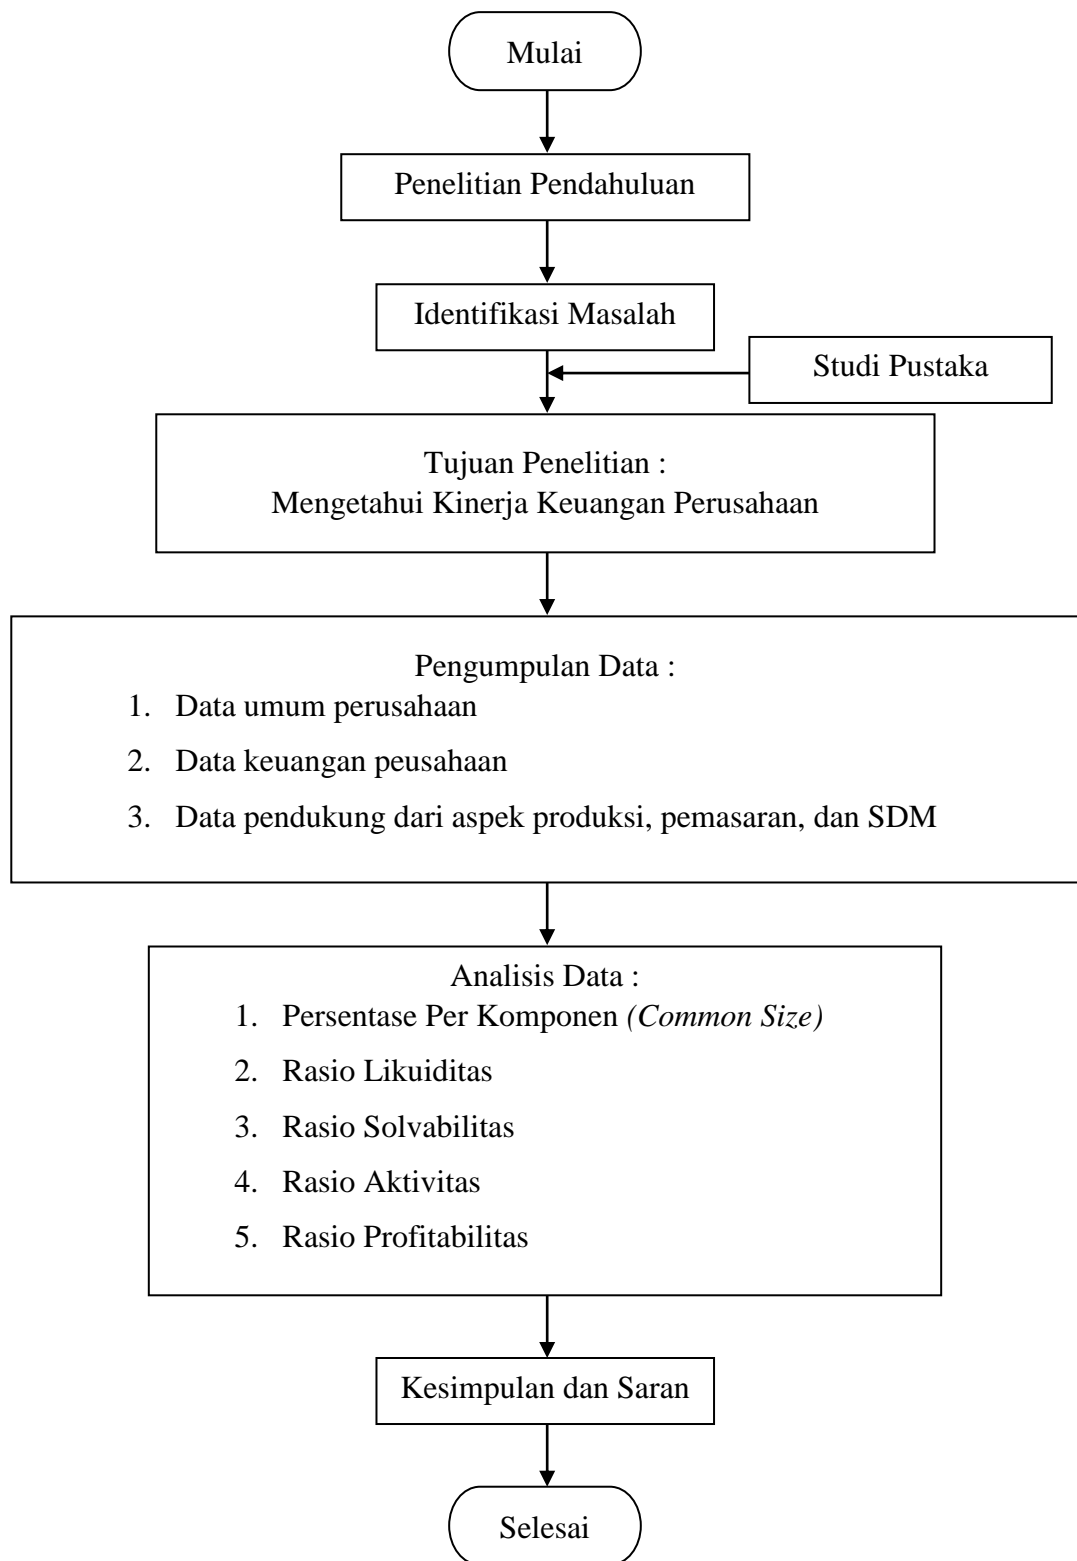 Mulai
Penelitian Pendahuluan
Identifikasi Masalah
Studi Pustaka
Tujuan Penelitian :
Mengetahui Kinerja Keuangan Perusahaan
Pengumpulan Data :
1. Data umum perusahaan
2. Data keuangan peusahaan
3. Data pendukung dari aspek produksi, pemasaran, dan SDM
Analisis Data :
1. Persentase Per Komponen (Common Size)
2. Rasio Likuiditas
3. Rasio Solvabilitas
4. Rasio Aktivitas
5. Rasio Profitabilitas
Kesimpulan dan Saran
Selesai